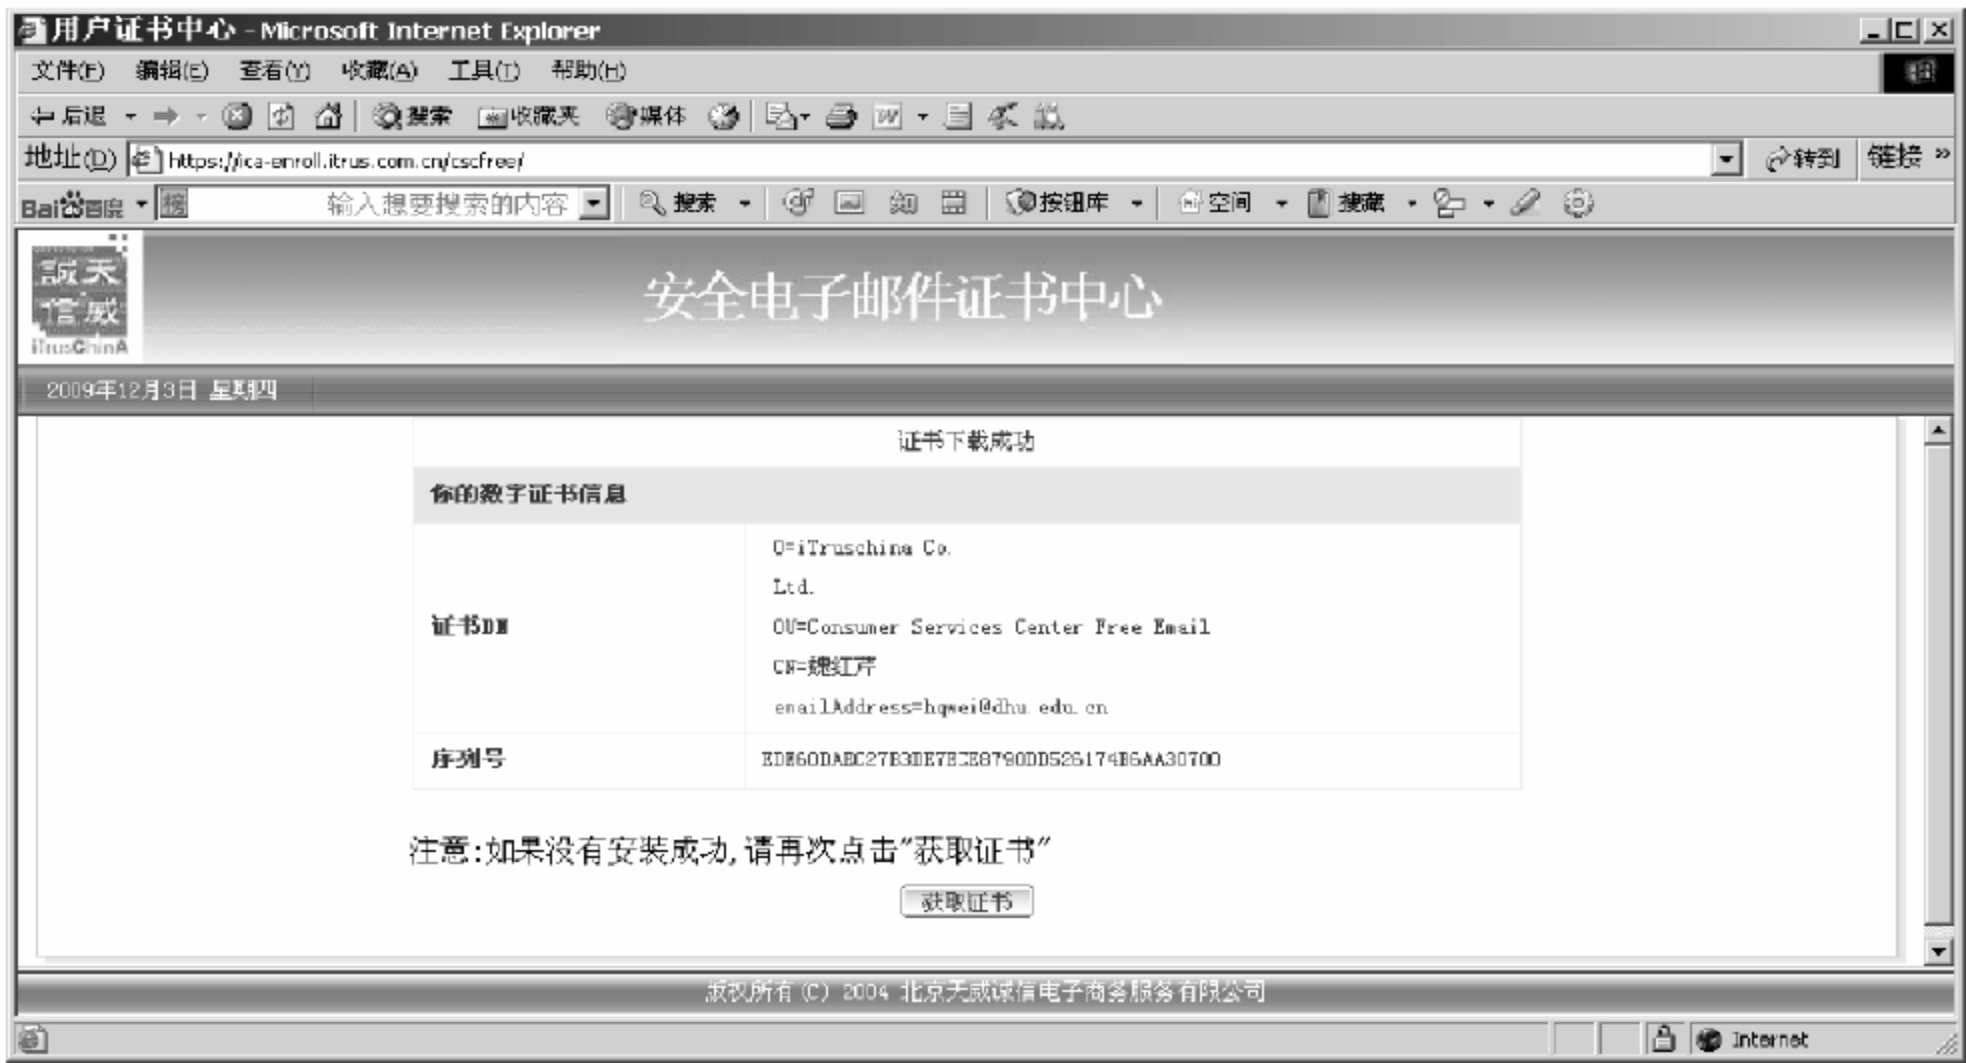 用户证书中心 - Microsoft Internet Explorer
文件(F) 编辑(E) 查看(V) 收藏(A) 工具(T) 帮助(H)
后退 搜索 收藏夹 媒体
地址(D) https://ica-enroll.itrus.com.cn/cscfree/ 转到 链接 »
Bai百度 输入想要搜索的内容 搜索 知 按钮库 空间 搜藏
誠天
信威
iTrusChinA
安全电子邮件证书中心
2009年12月3日 星期四
证书下载成功
你的数字证书信息
O=iTruschina Co.
Ltd.
证书DN
OU=Consumer Services Center Free Email
CN=魏红芹
emailAddress=hqwei@dhu.edu.cn
序列号
注意:如果没有安装成功,请再次点击"获取证书"
获取证书
版权所有 (C) 2004 北京天威诚信电子商务服务有限公司
Internet